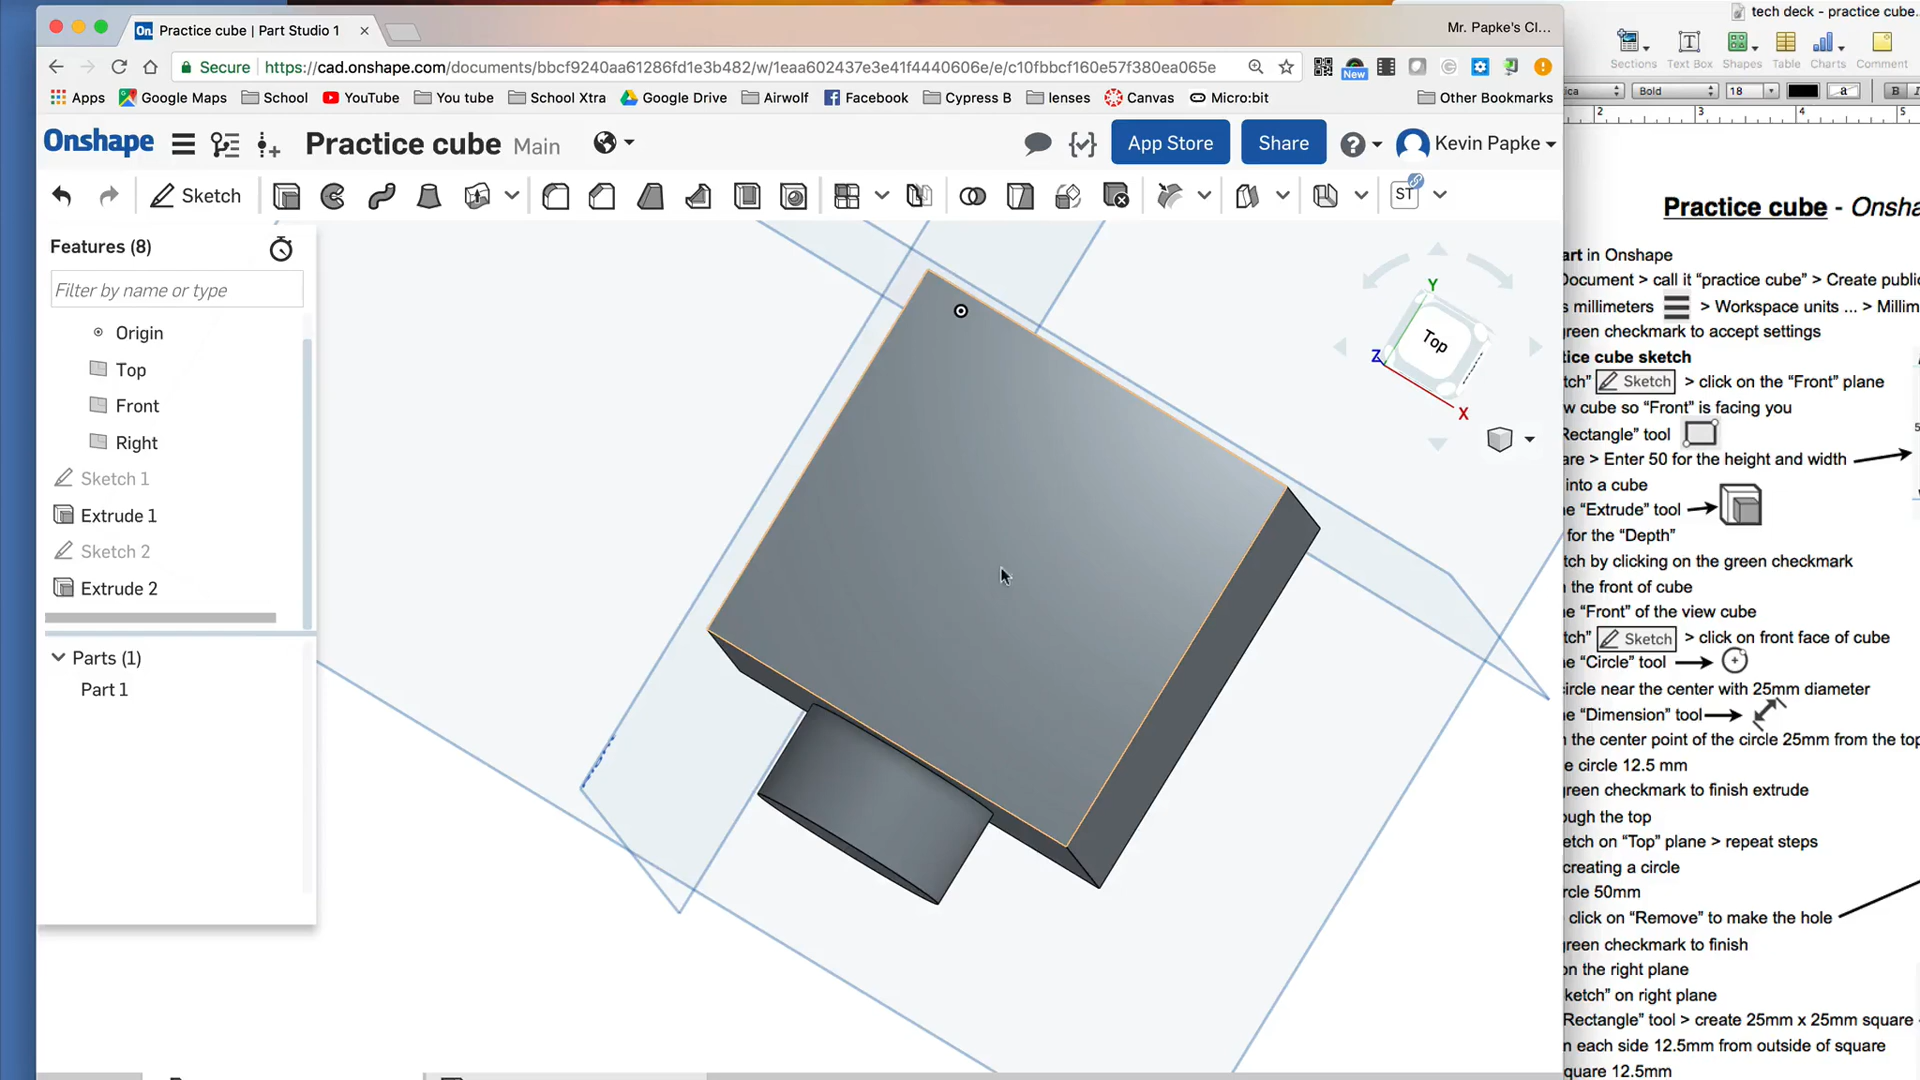 Practice cube | Part Studio 1
Mr. Papke's Cl...
Secure
https://cad.onshape.com/documents/bbcf9240aa61286fd1e3b482/w/1eaa602437e3e41f4440606e/e/c10fbbcf160e57f380ea065e
New
Apps
Google Maps
School
YouTube
You tube
School Xtra
Google Drive
Airwolf
Facebook
Cypress B
lenses
Canvas
Micro:bit
Other Bookmarks
Onshape
Practice cube Main
App Store
Share
Kevin Papke
Sketch
ST
Features (8)
Filter by name or type
Origin
Top
Front
Right
Sketch 1
Extrude 1
Sketch 2
Extrude 2
Parts (1)
Part 1
Y
Top
Z
X
tech deck - practice cube.
Sections
Text Box
Shapes
Table
Charts
Comment
ica
Bold
18
a
B
I
2
3
4
5
Practice cube - Onsha
art in Onshape
Document > call it “practice cube” > Create public
s millimeters > Workspace units ... > Millim
green checkmark to accept settings
tice cube sketch
tch” Sketch > click on the “Front” plane
w cube so “Front” is facing you
Rectangle” tool
are > Enter 50 for the height and width
into a cube
e “Extrude” tool
for the “Depth”
tch by clicking on the green checkmark
n the front of cube
e “Front” of the view cube
tch” Sketch > click on front face of cube
e “Circle” tool
ircle near the center with 25mm diameter
e “Dimension” tool
n the center point of the circle 25mm from the top
e circle 12.5 mm
green checkmark to finish extrude
ough the top
etch on “Top” plane > repeat steps
creating a circle
rcle 50mm
click on “Remove” to make the hole
green checkmark to finish
on the right plane
ketch” on right plane
Rectangle” tool > create 25mm x 25mm square
n each side 12.5mm from outside of square
quare 12.5mm